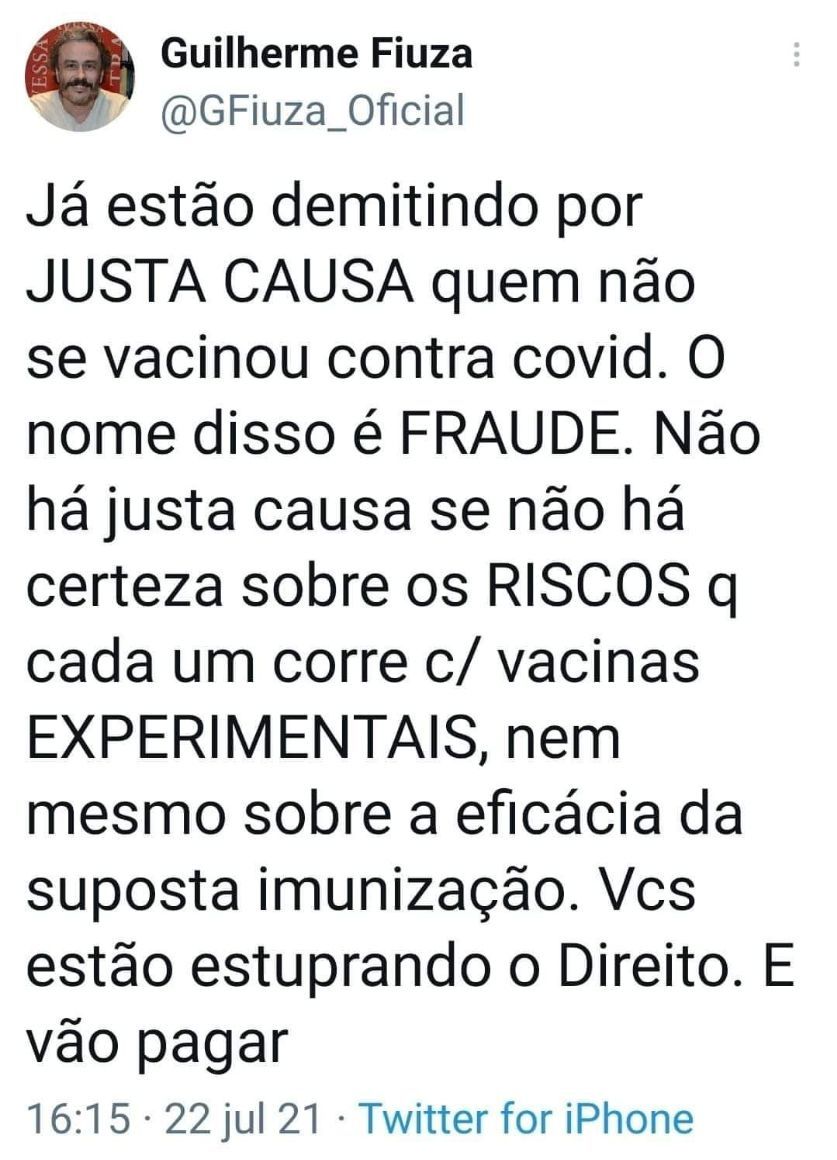 Guilherme Fiuza
@GFiuza_Oficial
Já estão demitindo por
JUSTA CAUSA quem não
se vacinou contra covid. O
nome disso é FRAUDE. Não
há justa causa se não há
certeza sobre os RISCOS q
cada um corre c/ vacinas
EXPERIMENTAIS, nem
mesmo sobre a eficácia da
suposta imunização. Vcs
estão estuprando o Direito. E
vão pagar
16:15 · 22 jul 21 · Twitter for iPhone